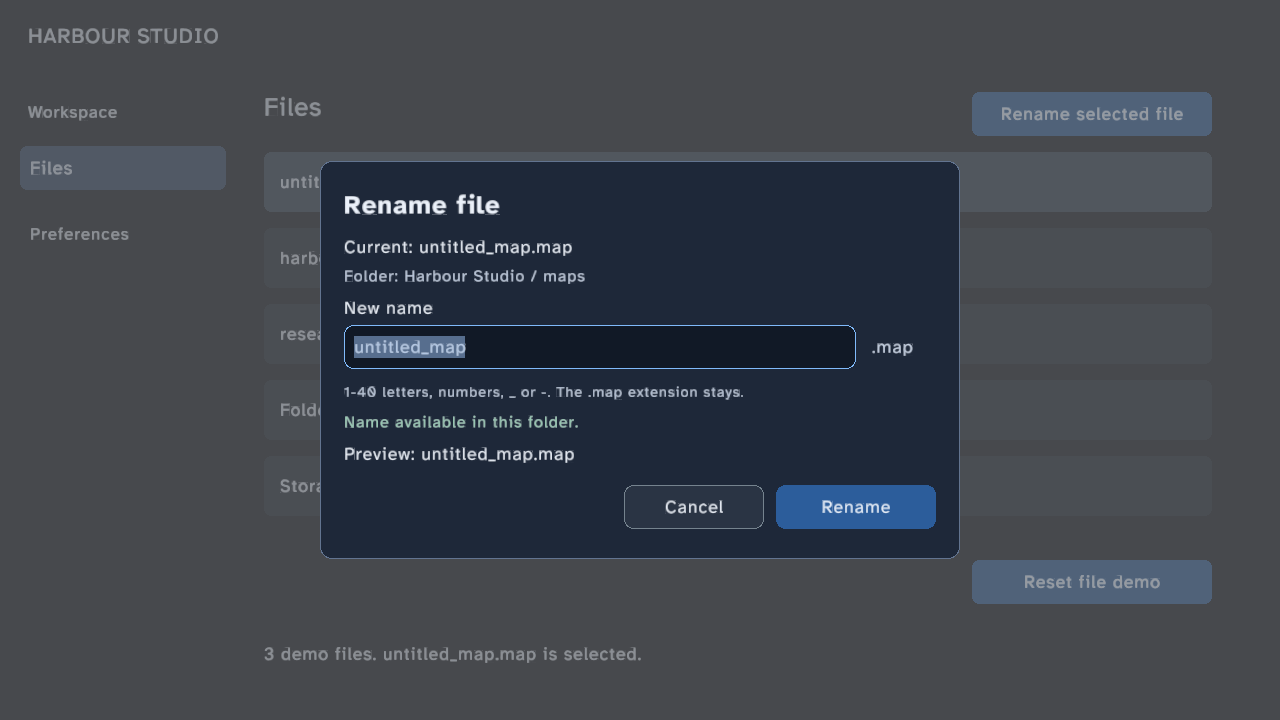 HARBOUR STUDIO
Workspace
Files
Preferences
Files
Rename selected file
Rename file
Current: untitled_map.map
Folder: Harbour Studio / maps
New name
untitled_map
.map
1-40 letters, numbers, _ or -. The .map extension stays.
Name available in this folder.
Preview: untitled_map.map
Cancel
Rename
Reset file demo
3 demo files. untitled_map.map is selected.